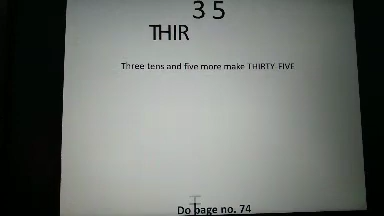 3 5
THIR
Three tens and five more make THIRTY FIVE
Do page no. 74